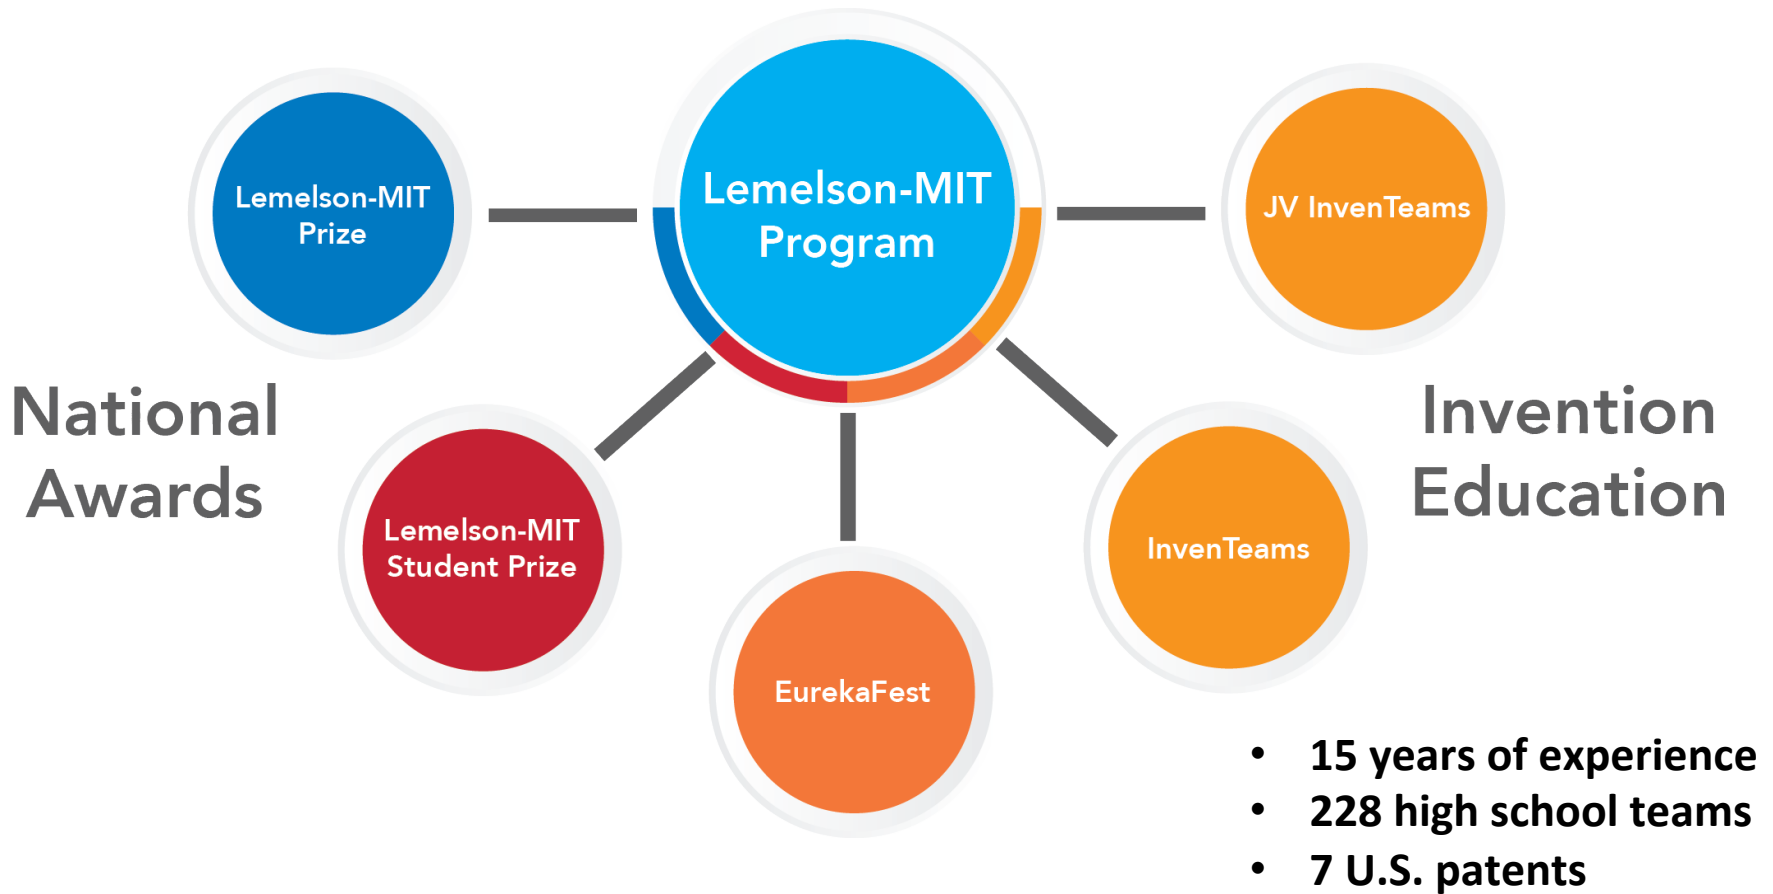 Lemelson-MIT
Program
Lemelson-MIT
Prize
JV InvenTeams
National
Awards
Invention
Education
Lemelson-MIT
Student Prize
InvenTeams
EurekaFest
• 15 years of experience
• 228 high school teams
• 7 U.S. patents